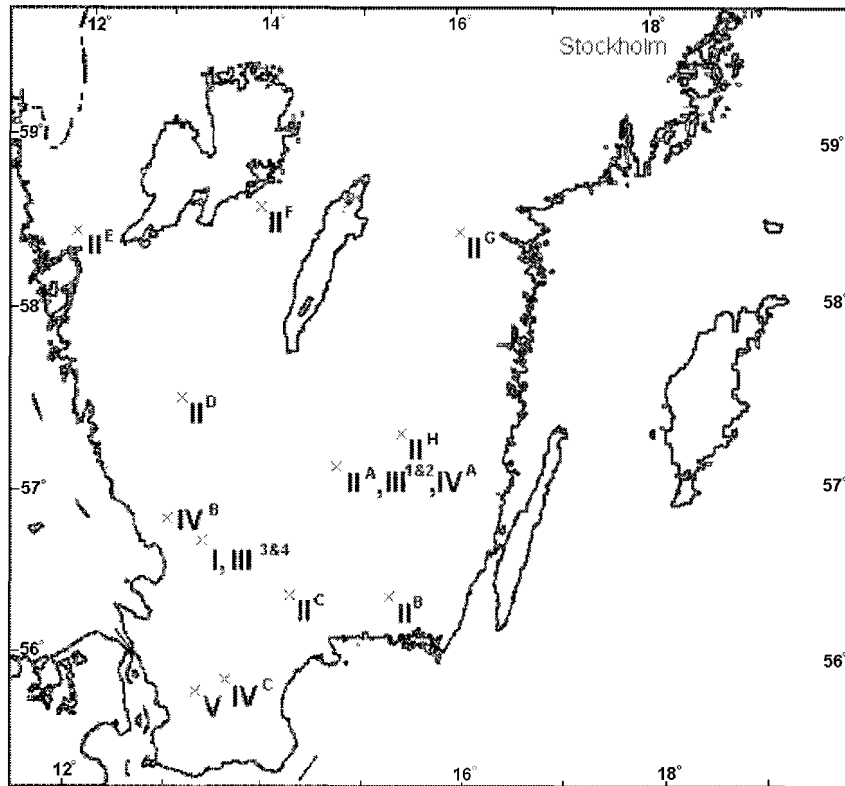 12° 14° 16° 18°
Stockholm
59° 59°
II^F
II^E II^G
58° 58°
II^D
II^H
II^A, III^1&2, IV^A
57° 57°
IV^B
I, III^3&4
II^C II^B
56° 56°
V IV^C
12° 14° 16° 18°